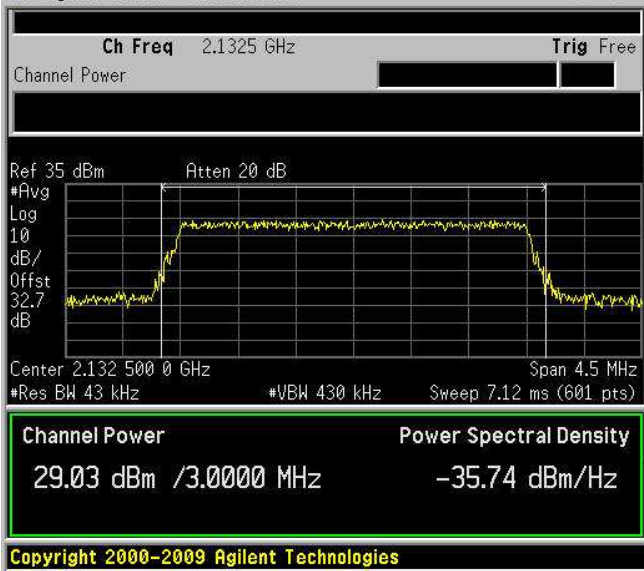 Ch Freq 2.1325 GHz Trig Free
Channel Power
Ref 35 dBm Atten 20 dB
#Avg
Log
10
dB/
Offst
32.7
dB
Center 2.132 500 0 GHz Span 4.5 MHz
#Res BW 43 kHz #VBW 430 kHz Sweep 7.12 ms (601 pts)
Channel Power Power Spectral Density
29.03 dBm /3.0000 MHz -35.74 dBm/Hz
Copyright 2000-2009 Agilent Technologies